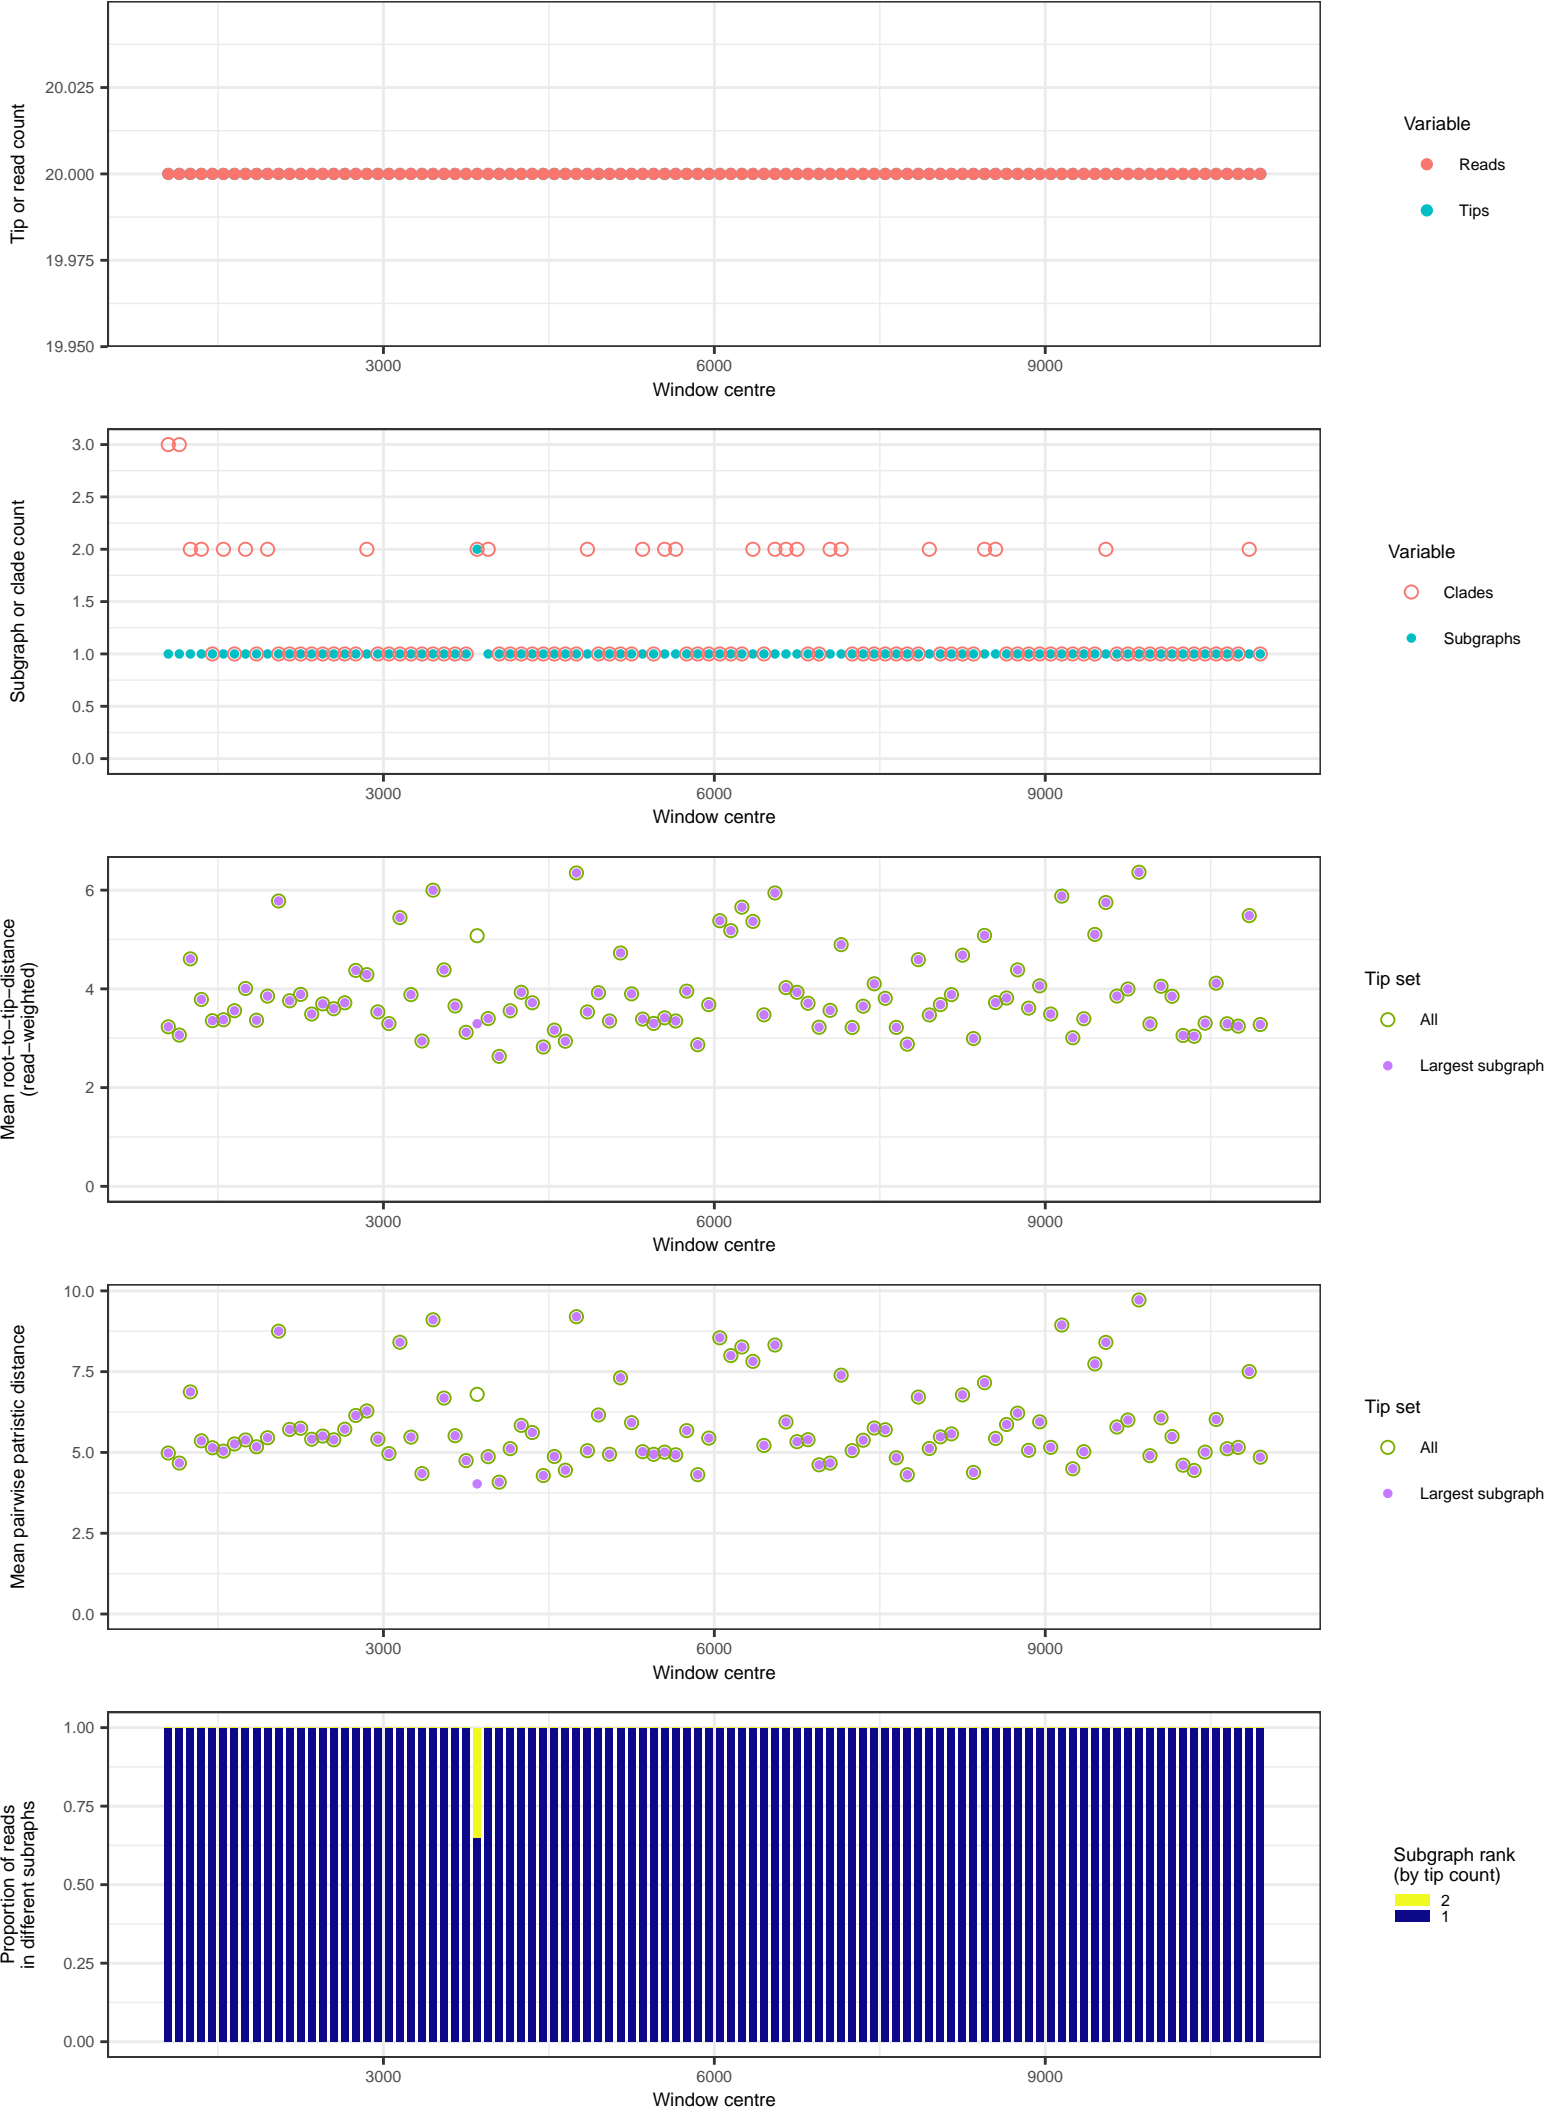 20.025
20.000
19.975
19.950
Tip or read count
3000
6000
9000
Window centre
Variable
Reads
Tips
3.0
2.5
2.0
1.5
1.0
0.5
0.0
Subgraph or clade count
3000
6000
9000
Window centre
Variable
Clades
Subgraphs
6
4
2
0
Mean root−to−tip−distance
(read−weighted)
3000
6000
9000
Window centre
Tip set
All
Largest subgraph
10.0
7.5
5.0
2.5
0.0
Mean pairwise patristic distance
3000
6000
9000
Window centre
Tip set
All
Largest subgraph
1.00
0.75
0.50
0.25
0.00
Proportion of reads
in different subraphs
3000
6000
9000
Window centre
Subgraph rank
(by tip count)
2
1